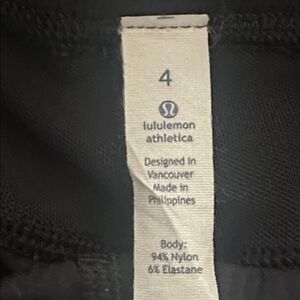 4
lululemon
athletica
Designed in
Vancouver
Made in
Philippines
Body:
94% Nylon
6% Elastane